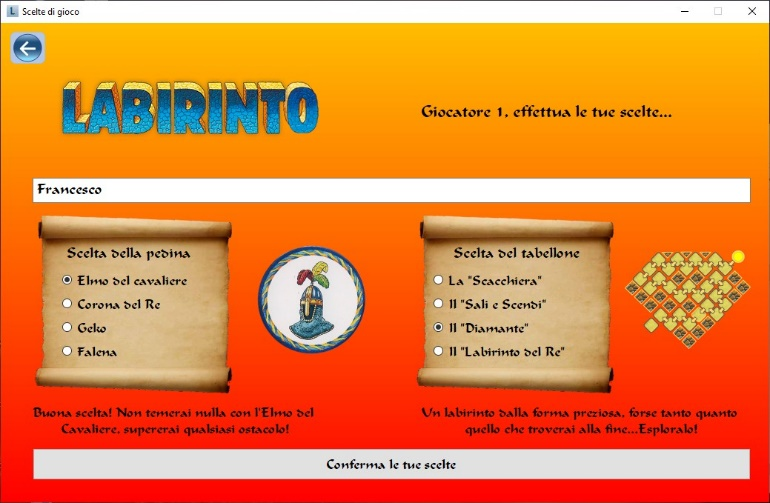 Scelte di gioco
LABIRINTO
Giocatore 1, effettua le tue scelte...
Francesco
Scelta della pedina
Elmo del cavaliere
Corona del Re
Geko
Falena
Scelta del tabellone
La "Scacchiera"
Il "Sali e Scendi"
Il "Diamante"
Il "Labirinto del Re"
Buona scelta! Non temerai nulla con l'Elmo del
Cavaliere, supererai qualsiasi ostacolo!
Un labirinto dalla forma preziosa, forse tanto quanto
quello che troverai alla fine...Esploralo!
Conferma le tue scelte